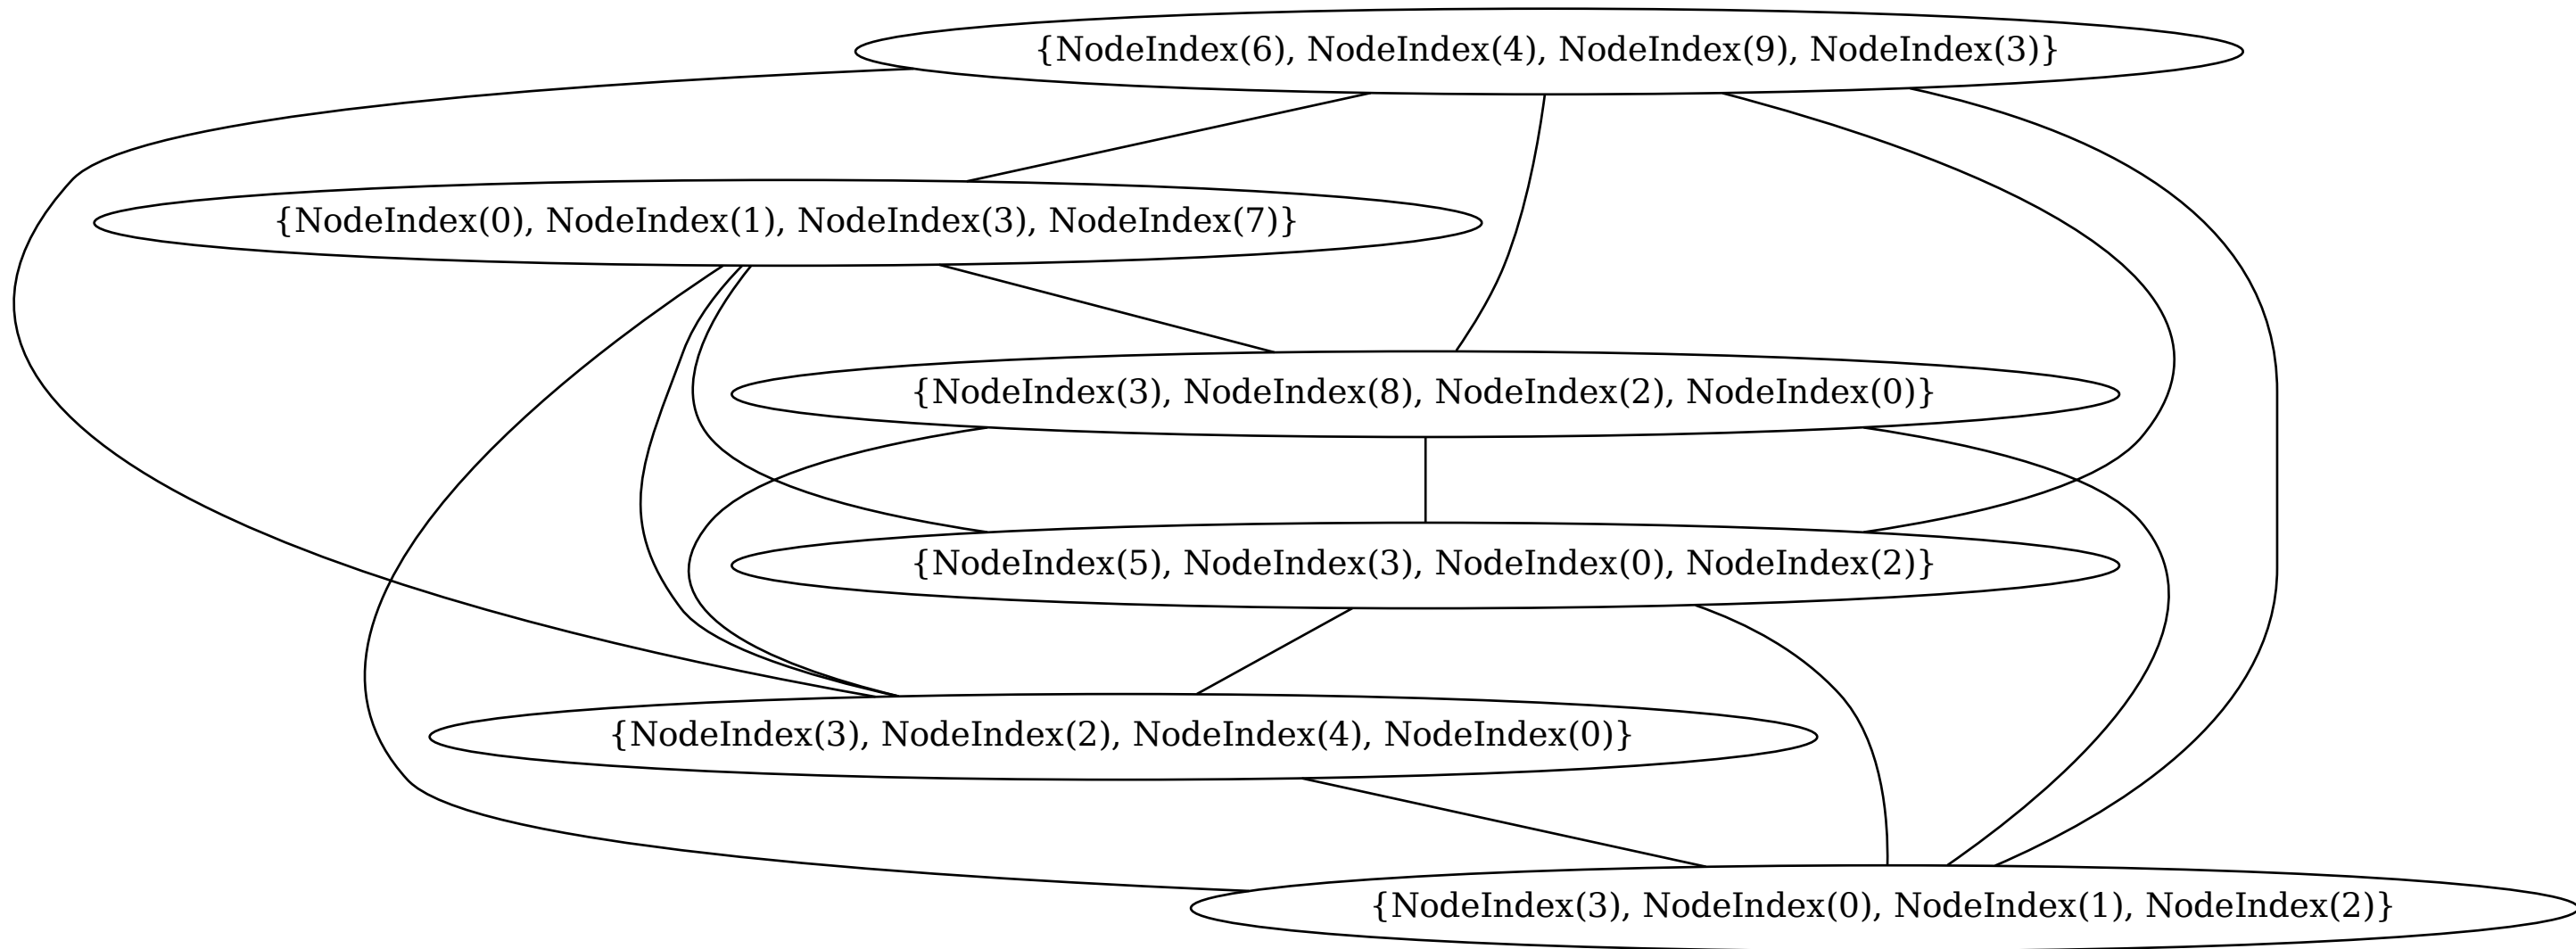 {NodeIndex(6), NodeIndex(4), NodeIndex(9), NodeIndex(3)}
{NodeIndex(0), NodeIndex(1), NodeIndex(3), NodeIndex(7)}
{NodeIndex(3), NodeIndex(8), NodeIndex(2), NodeIndex(0)}
{NodeIndex(5), NodeIndex(3), NodeIndex(0), NodeIndex(2)}
{NodeIndex(3), NodeIndex(2), NodeIndex(4), NodeIndex(0)}
{NodeIndex(3), NodeIndex(0), NodeIndex(1), NodeIndex(2)}